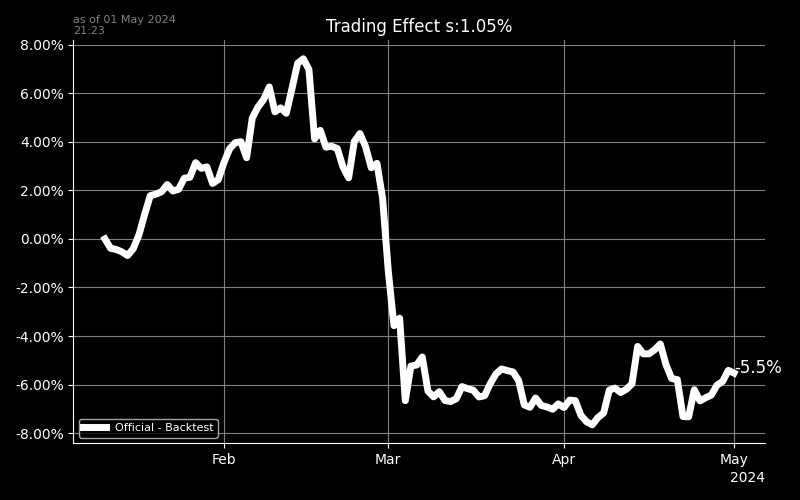 as of 01 May 2024
21:23
Trading Effect s:1.05%
8.00%
6.00%
4.00%
2.00%
0.00%
-2.00%
-4.00%
-6.00%
-8.00%
-5.5%
Official - Backtest
Feb
Mar
Apr
May
2024